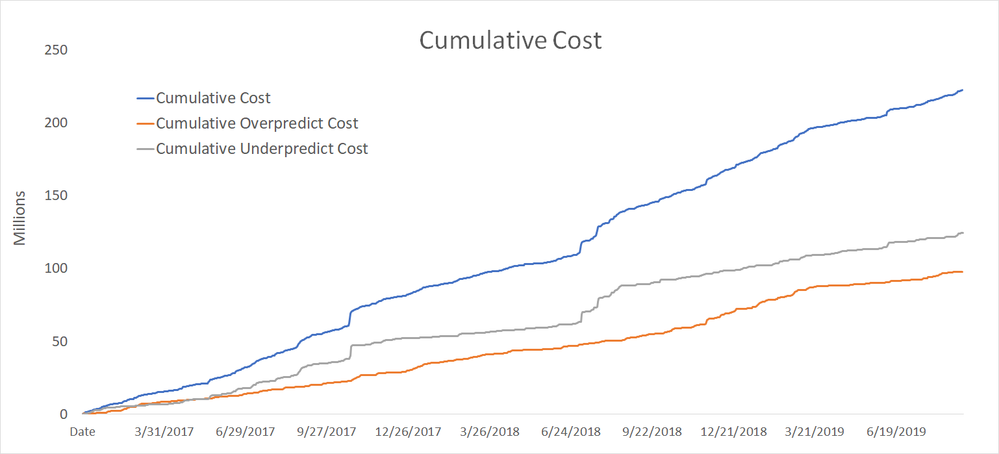 Cumulative Cost
250
200
150
100
50
0
Millions
Cumulative Cost
Cumulative Overpredict Cost
Cumulative Underpredict Cost
Date 3/31/2017 6/29/2017 9/27/2017 12/26/2017 3/26/2018 6/24/2018 9/22/2018 12/21/2018 3/21/2019 6/19/2019